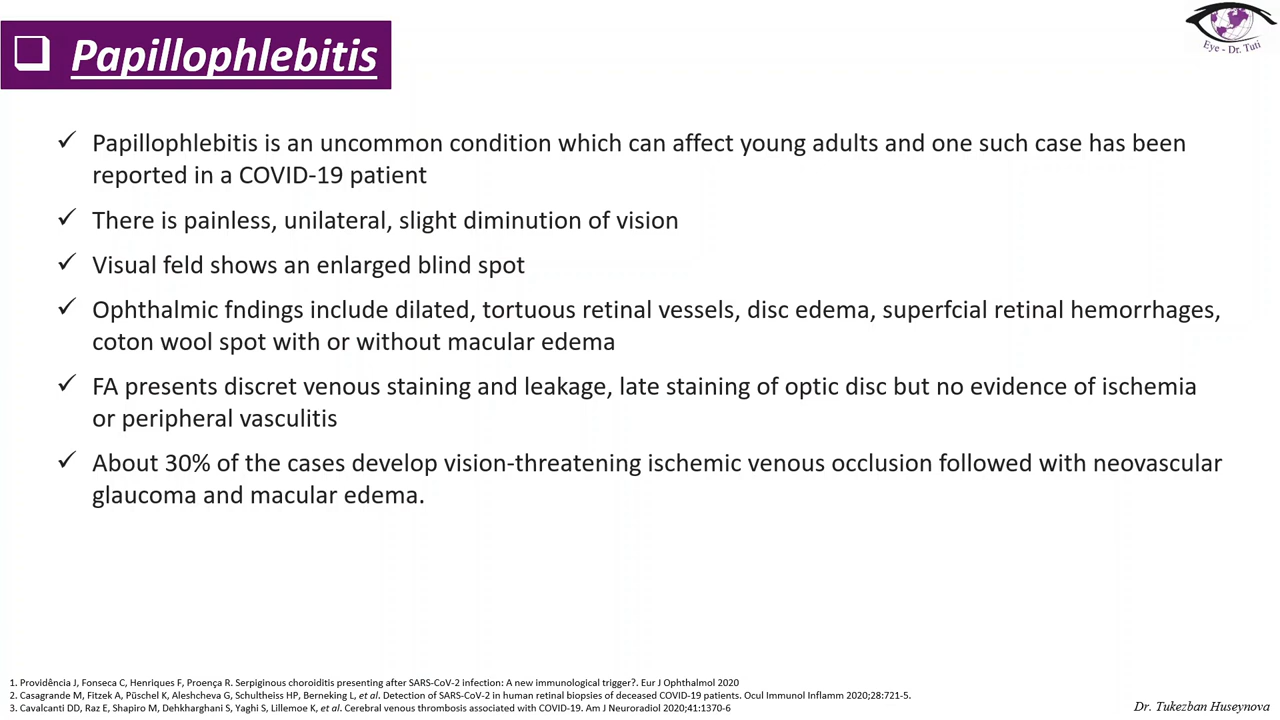 Papillophlebitis
Eye - Dr. Tuti
Papillophlebitis is an uncommon condition which can affect young adults and one such case has been
reported in a COVID-19 patient
There is painless, unilateral, slight diminution of vision
Visual feld shows an enlarged blind spot
Ophthalmic fndings include dilated, tortuous retinal vessels, disc edema, superfcial retinal hemorrhages,
coton wool spot with or without macular edema
FA presents discret venous staining and leakage, late staining of optic disc but no evidence of ischemia
or peripheral vasculitis
About 30% of the cases develop vision-threatening ischemic venous occlusion followed with neovascular
glaucoma and macular edema.
1. Providência J, Fonseca C, Henriques F, Proença R. Serpiginous choroiditis presenting after SARS-CoV-2 infection: A new immunological trigger?. Eur J Ophthalmol 2020
2. Casagrande M, Fitzek A, Püschel K, Aleshcheva G, Schultheiss HP, Berneking L, et al. Detection of SARS-CoV-2 in human retinal biopsies of deceased COVID-19 patients. Ocul Immunol Inflamm 2020;28:721-5.
3. Cavalcanti DD, Raz E, Shapiro M, Dehkharghani S, Yaghi S, Lillemoe K, et al. Cerebral venous thrombosis associated with COVID-19. Am J Neuroradiol 2020;41:1370-6
Dr. Tukezban Huseynova